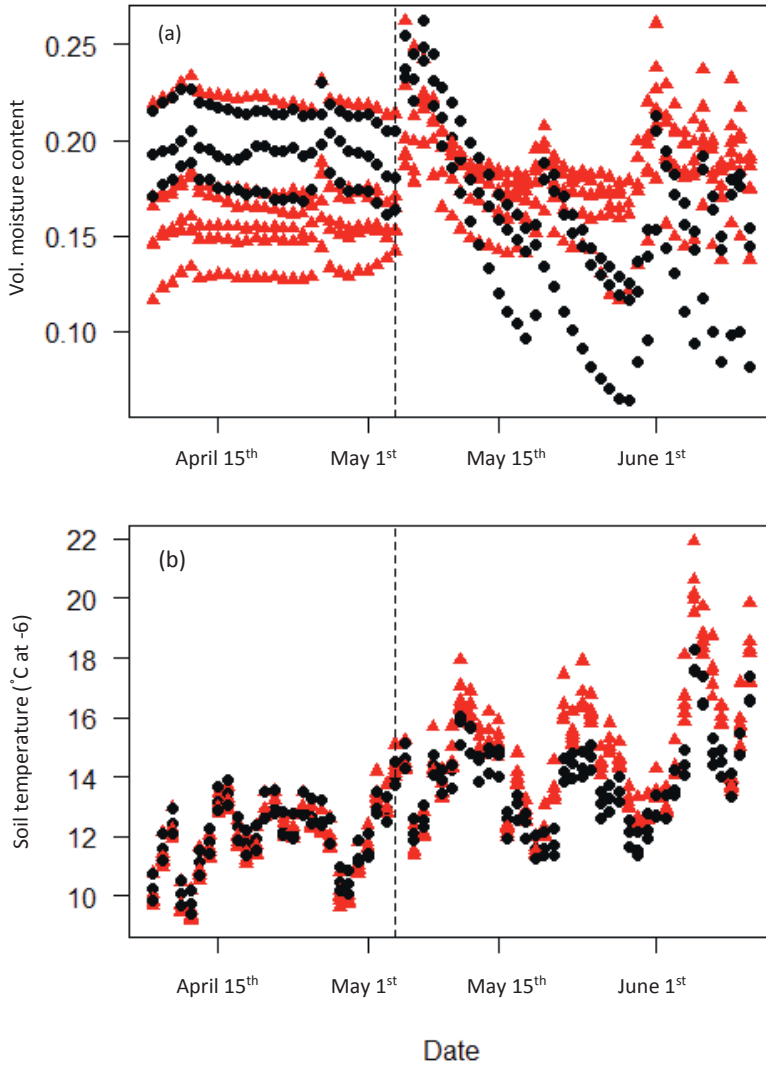 (a)
Vol. moisture content
0.25
0.20
0.15
0.10
April 15th
May 1st
May 15th
June 1st
(b)
Soil temperature (°C at -6)
22
20
18
16
14
12
10
April 15th
May 1st
May 15th
June 1st
Date